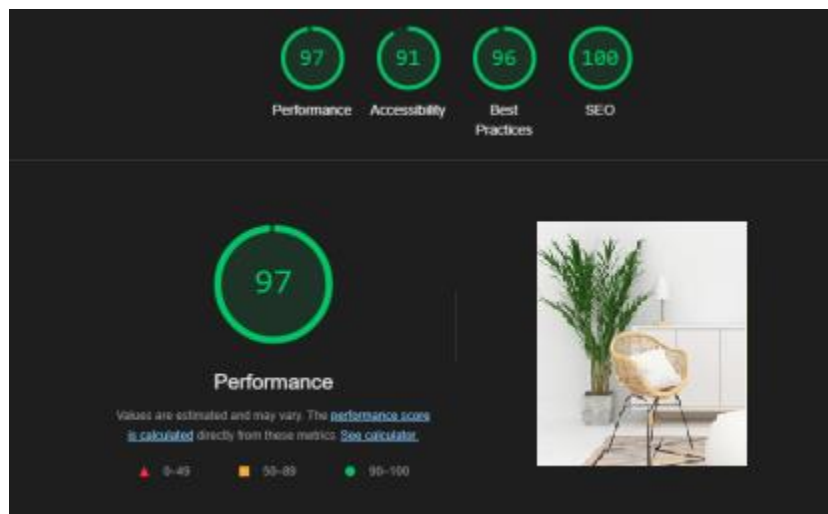 97 91 96 100
Performance Accessibility Best Practices SEO
97
Performance
Values are estimated and may vary. The performance score
is calculated directly from these metrics. See calculator.
0–49 50–89 90–100